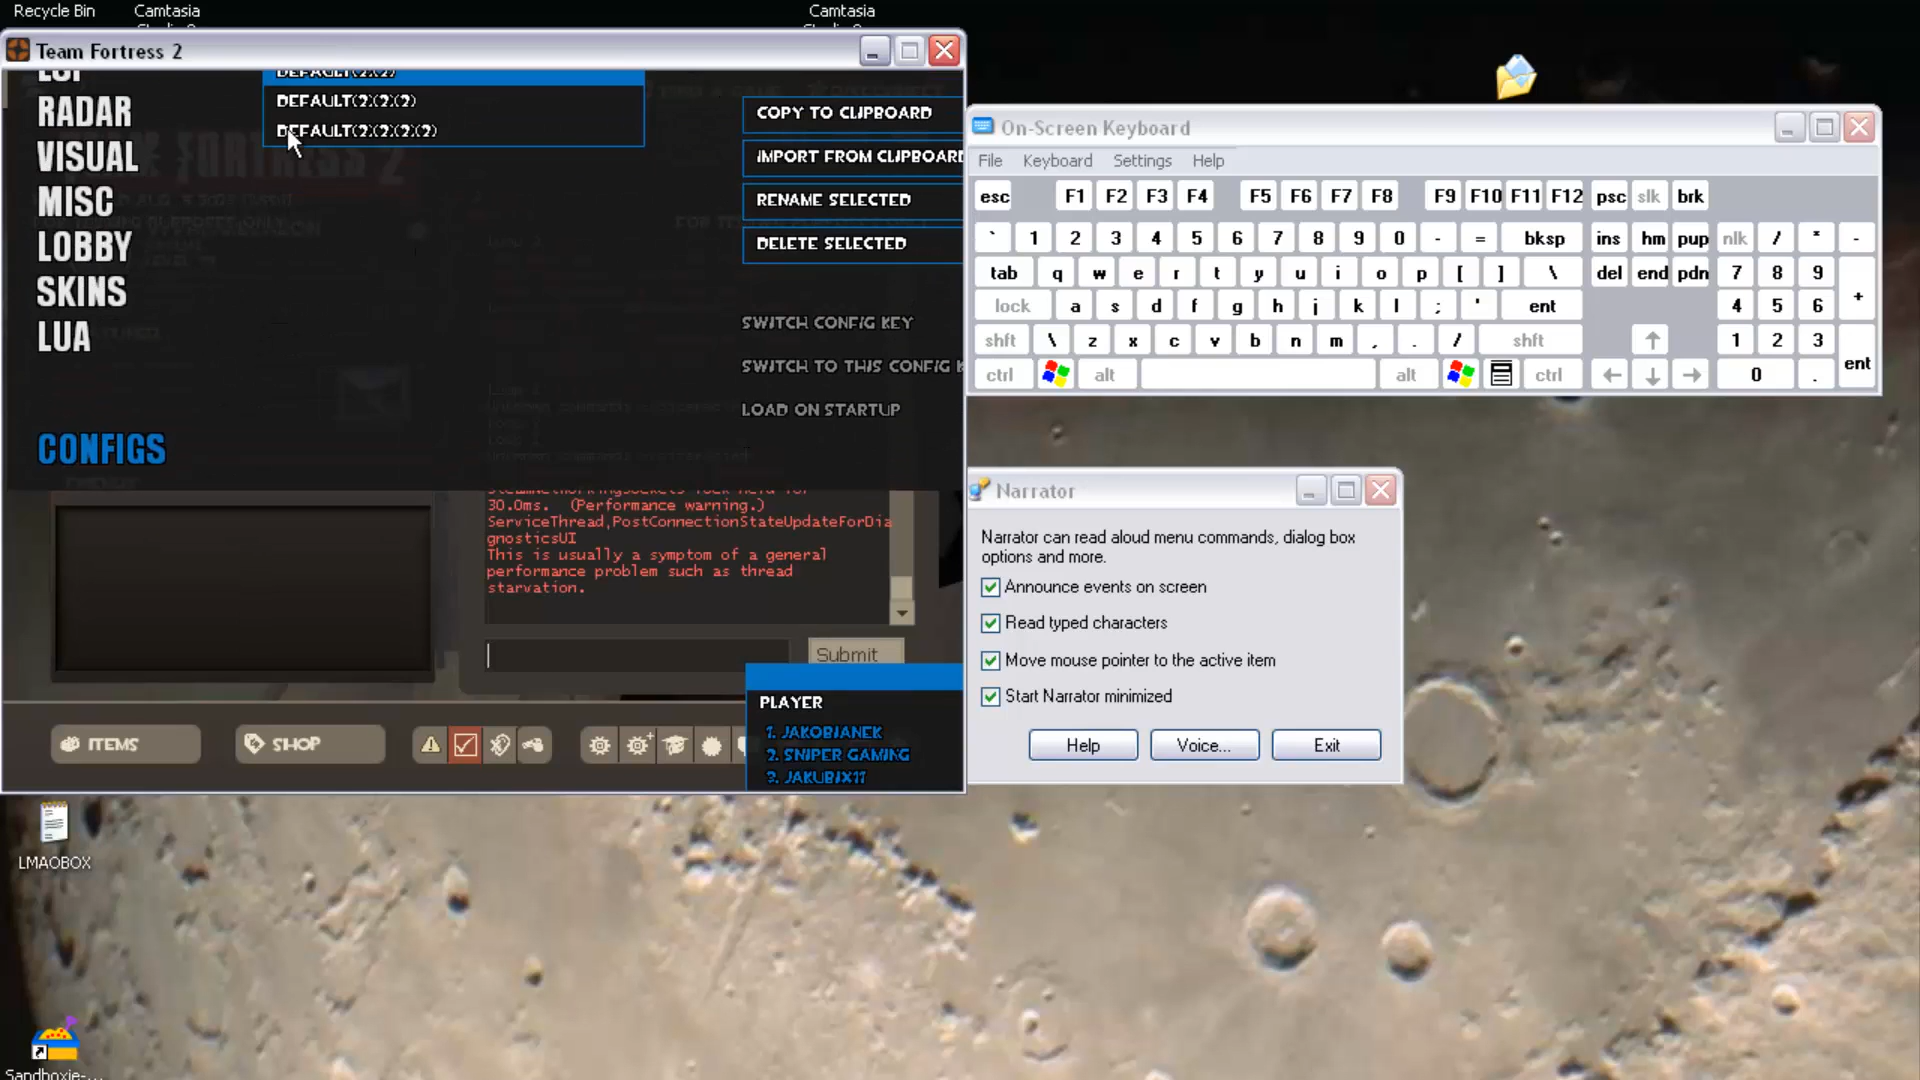 Recycle Bin
Camtasia
Camtasia
Team Fortress 2
DEFAULT(2)(2)
DEFAULT(2)(2)(2)
DEFAULT(2)(2)(2)(2)
RADAR
VISUAL
MISC
LOBBY
SKINS
LUA
CONFIGS
COPY TO CLIPBOARD
IMPORT FROM CLIPBOARD
RENAME SELECTED
DELETE SELECTED
SWITCH CONFIG KEY
SWITCH TO THIS CONFIG K
LOAD ON STARTUP
30.0ms. (Performance warning.)
ServiceThread,PostConnectionStateUpdateForDia
gnosticsUI
This is usually a symptom of a general
performance problem such as thread
starvation.
Submit
PLAYER
1. JAKOBJANEK
2. SNIPER GAMING
3. JAKUBIX17
ITEMS
SHOP
On-Screen Keyboard
File Keyboard Settings Help
esc F1 F2 F3 F4 F5 F6 F7 F8 F9 F10 F11 F12 psc slk brk
` 1 2 3 4 5 6 7 8 9 0 - = bksp ins hm pup nlk / * -
tab q w e r t y u i o p [ ] \ del end pdn 7 8 9 +
lock a s d f g h j k l ; ' ent 4 5 6
shft \ z x c v b n m , . / shft ↑ 1 2 3 ent
ctrl alt alt ctrl ← ↓ → 0 .
Narrator
Narrator can read aloud menu commands, dialog box
options and more.
Announce events on screen
Read typed characters
Move mouse pointer to the active item
Start Narrator minimized
Help Voice... Exit
LMAOBOX
Sandboxie-...